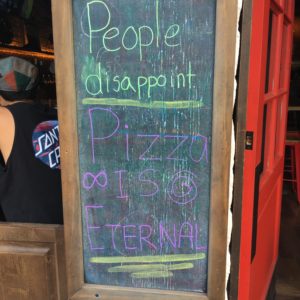 People
disappoint
Pizza
∞ IS
ETERNAL